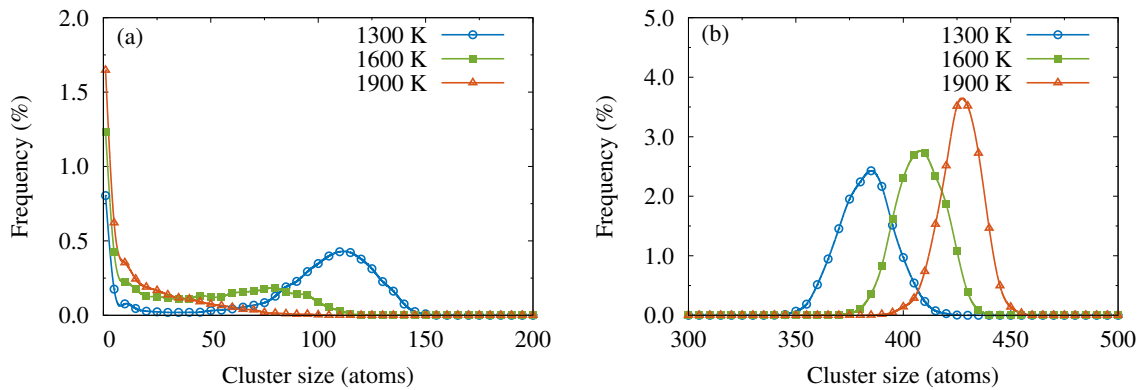 (a)
1300 K
1600 K
1900 K
2.0
1.5
1.0
0.5
0.0
0 50 100 150 200
Frequency (%)
Cluster size (atoms)
(b)
1300 K
1600 K
1900 K
5.0
4.0
3.0
2.0
1.0
0.0
300 350 400 450 500
Frequency (%)
Cluster size (atoms)